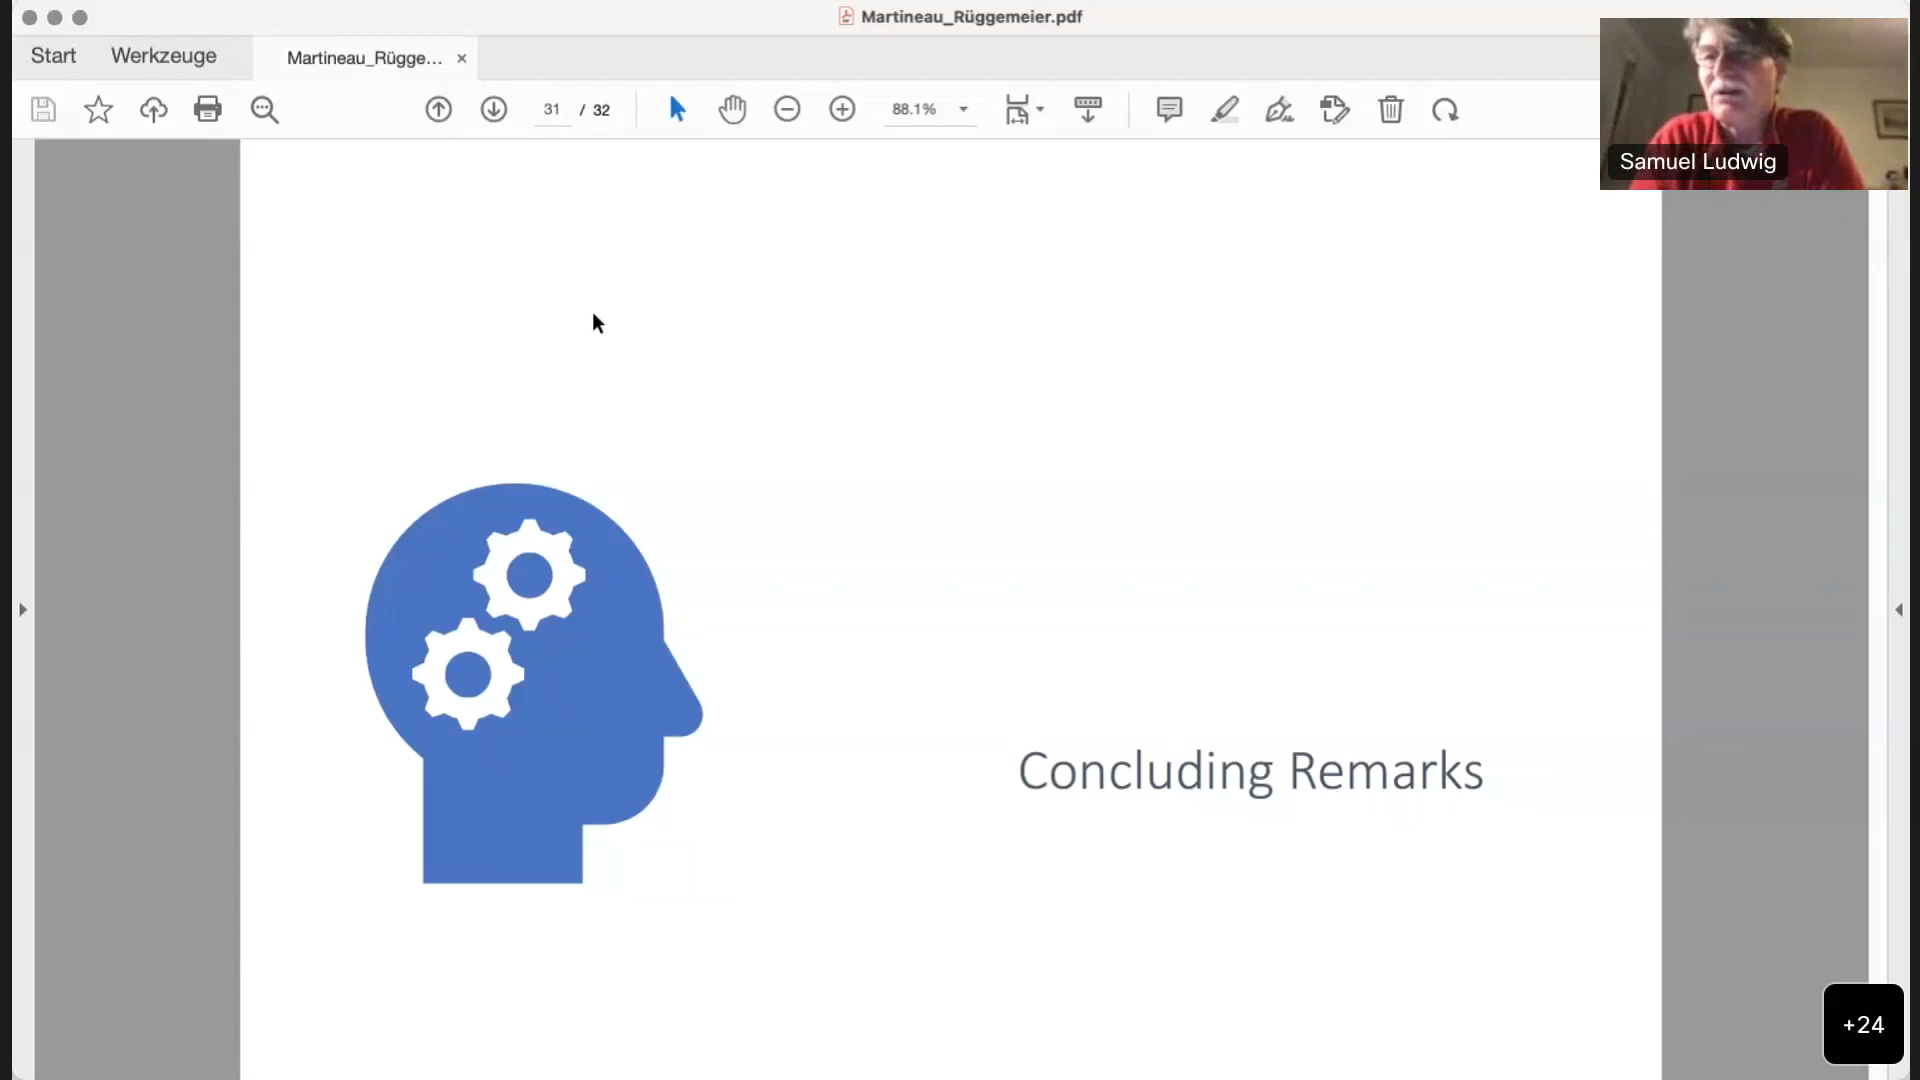 Martineau_Rüggemeier.pdf
Start
Werkzeuge
Martineau_Rügge...
31 / 32
88.1%
Samuel Ludwig
Concluding Remarks
+24